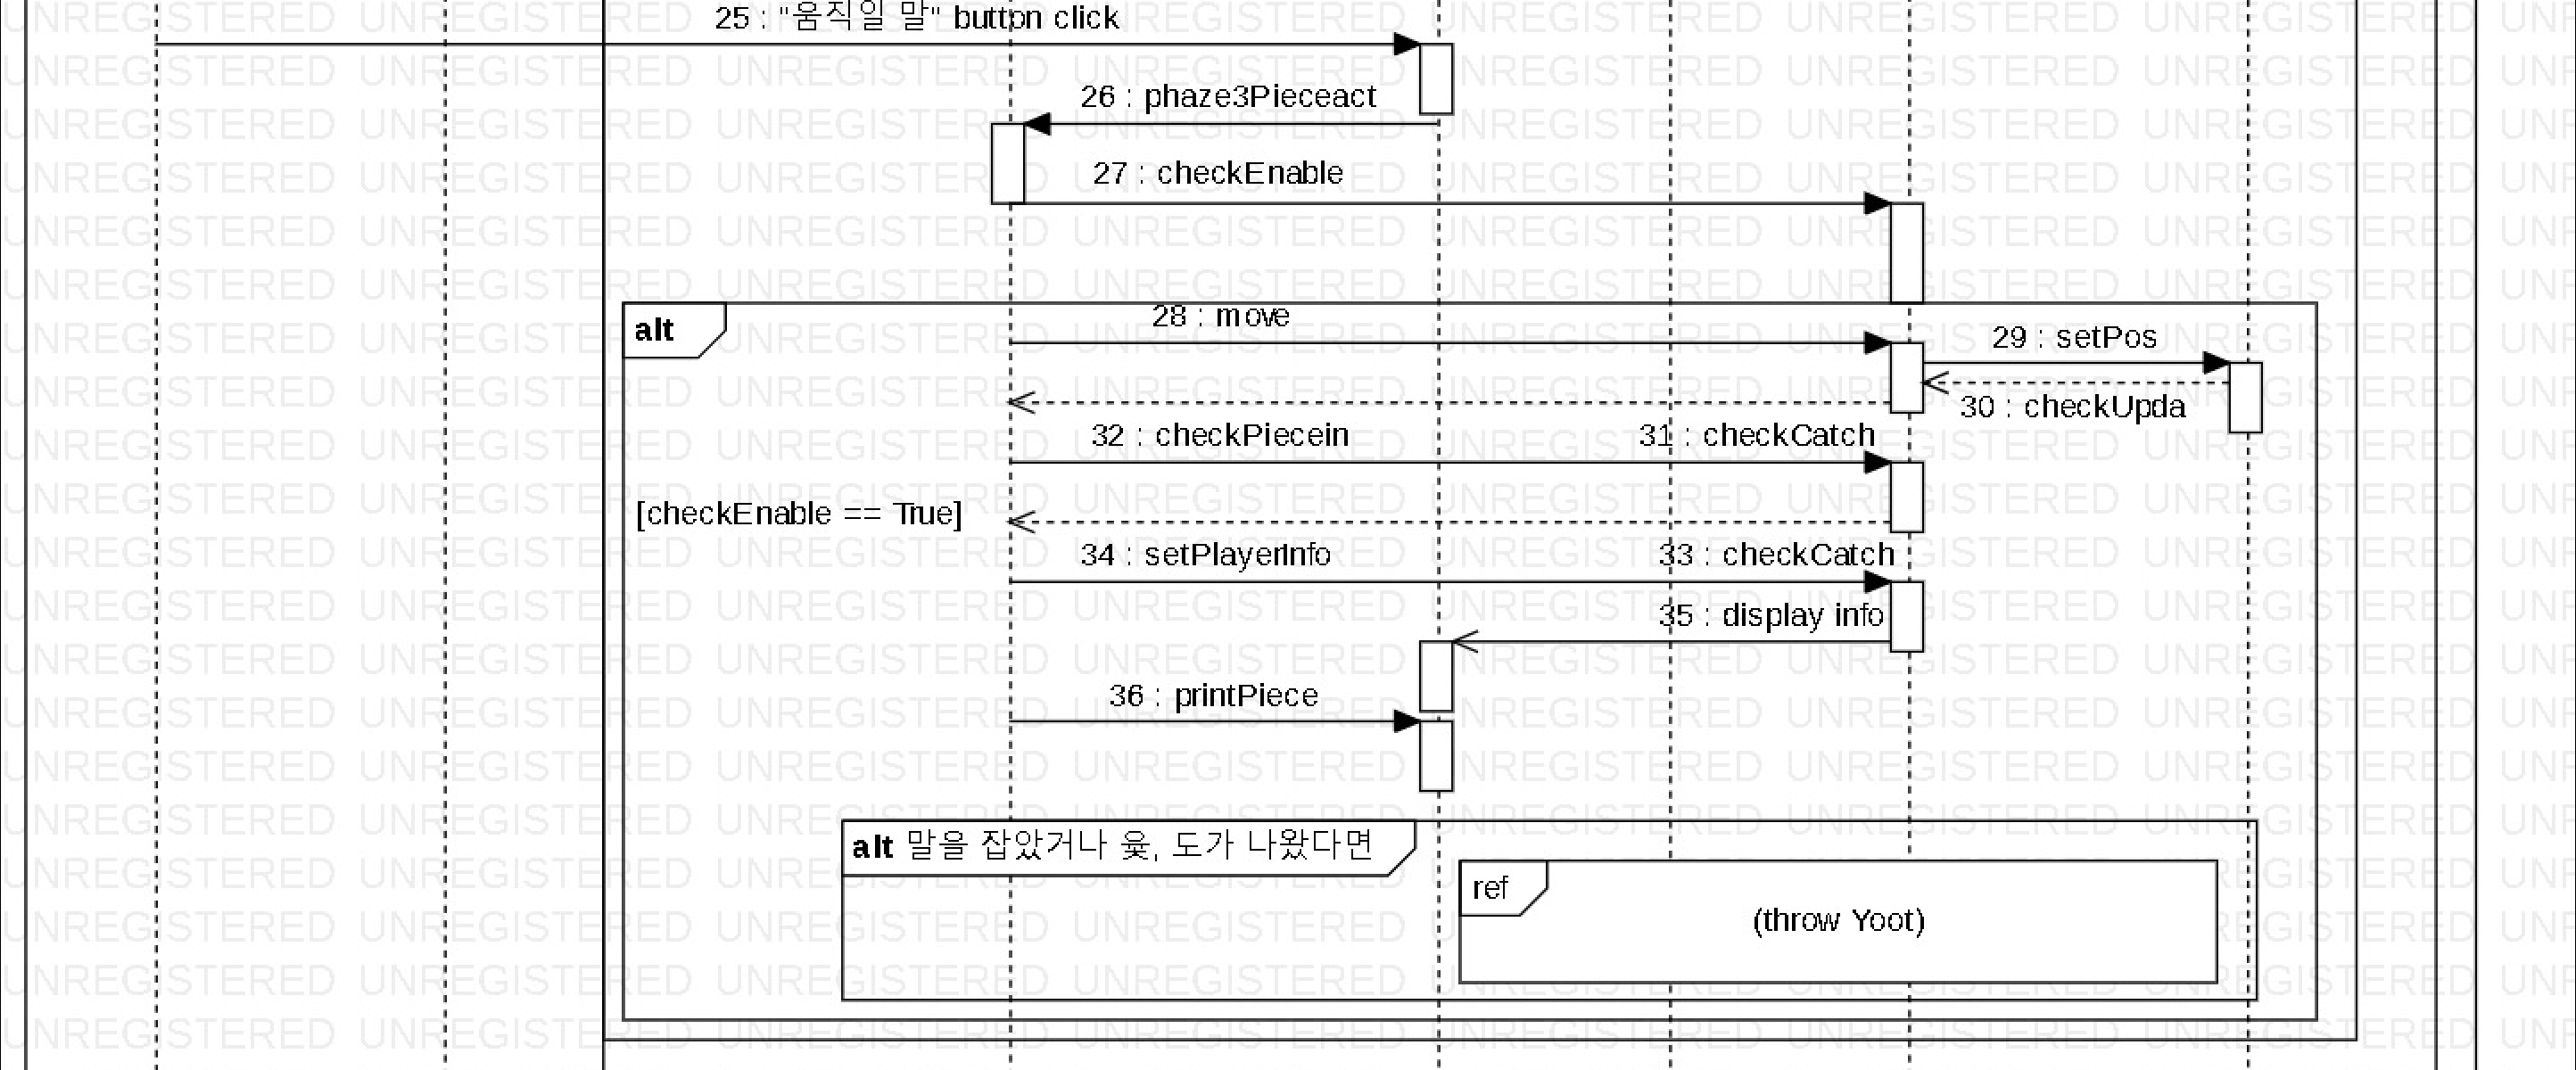 25 : "움직일 말" button click
26 : phaze3Pieceact
27 : checkEnable
alt
28 : move
29 : setPos
30 : checkUpda
32 : checkPiecein
31 : checkCatch
[checkEnable == True]
34 : setPlayerInfo
33 : checkCatch
35 : display info
36 : printPiece
alt 말을 잡았거나 윷, 도가 나왔다면
ref
(throw Yoot)
UNREGISTERED